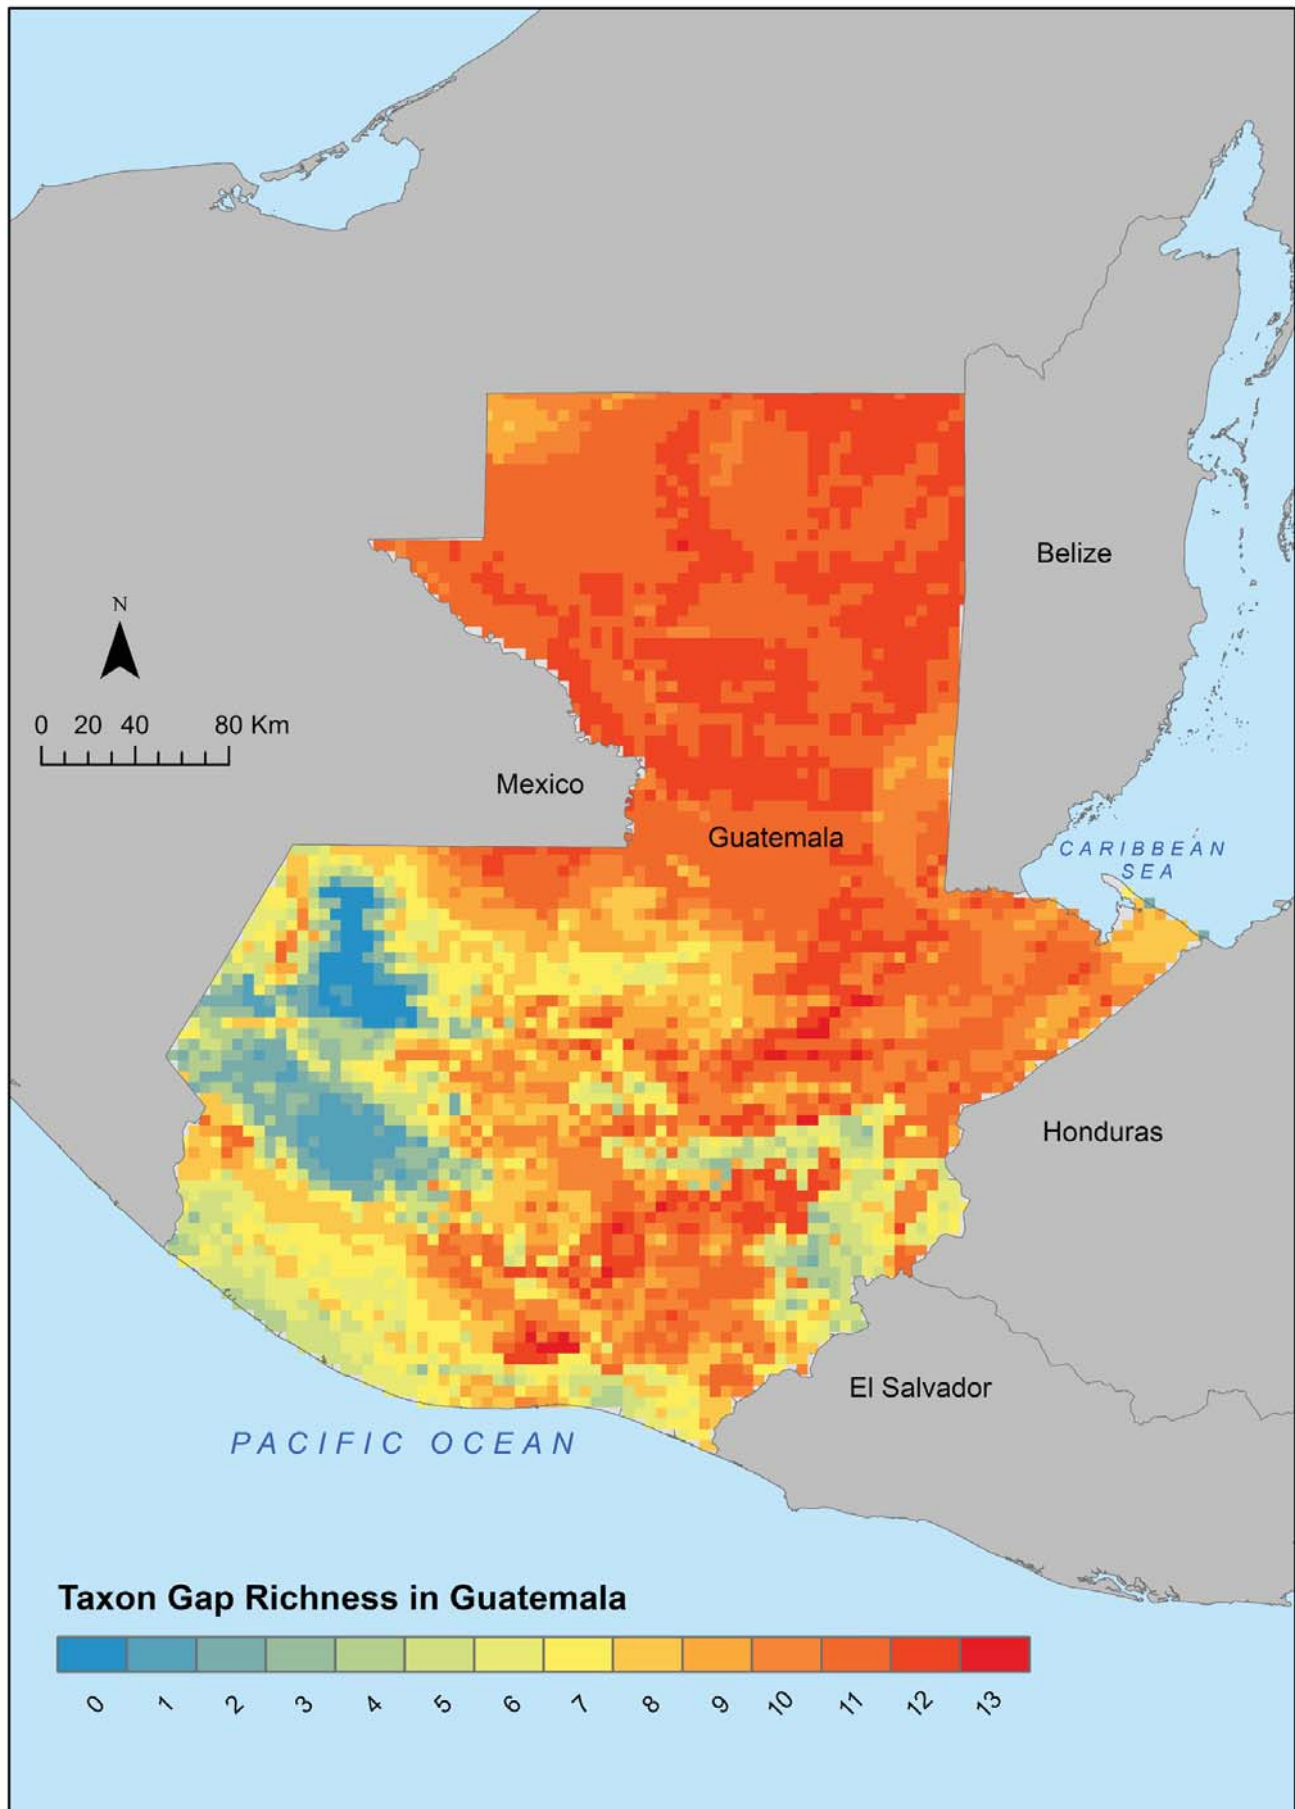 Belize
N
0 20 40 80 Km
Mexico
Guatemala
CARIBBEAN
SEA
Honduras
El Salvador
PACIFIC OCEAN
Taxon Gap Richness in Guatemala
0 1 2 3 4 5 6 7 8 9 10 11 12 13